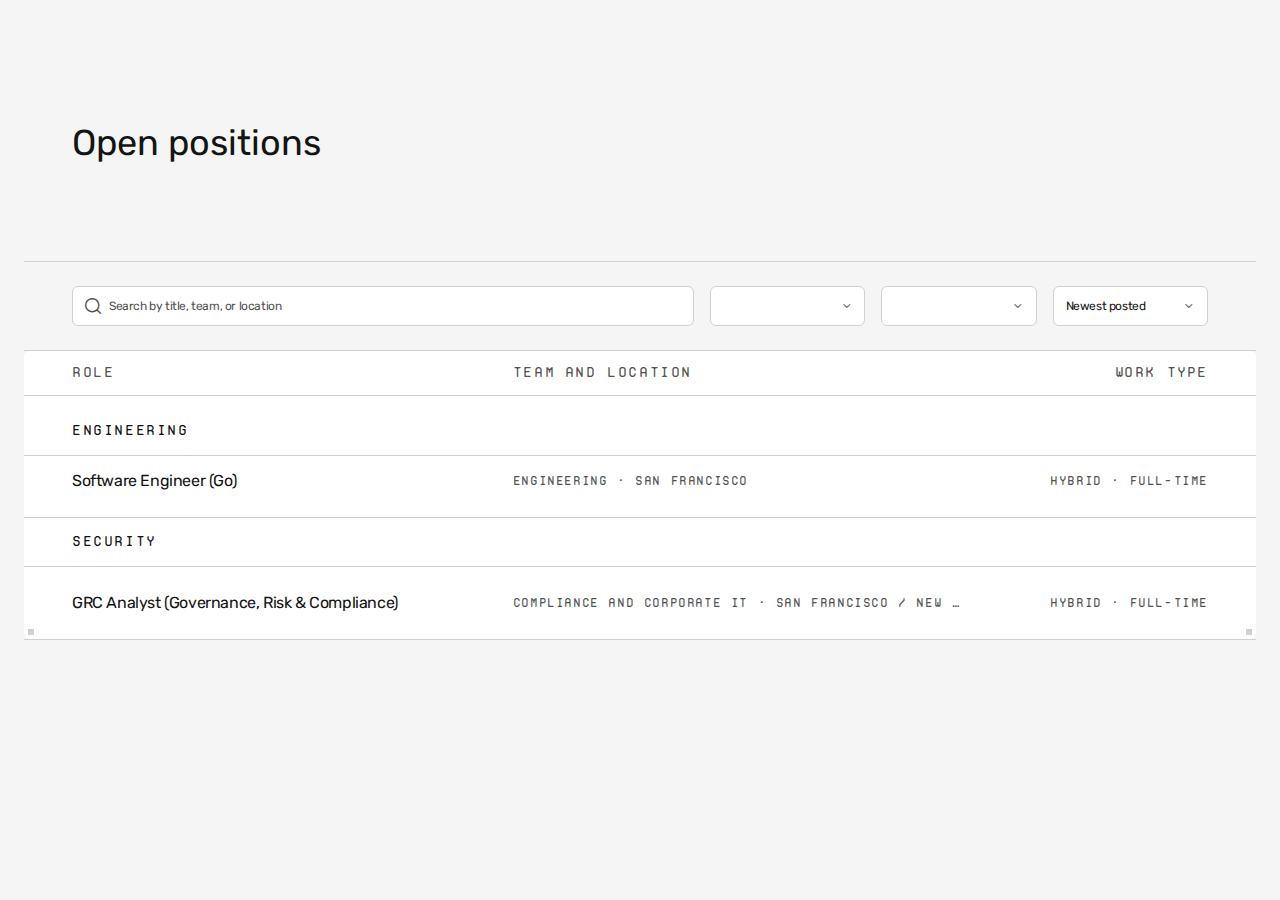 Open positions
Search by title, team, or location
Newest posted
ROLE TEAM AND LOCATION WORK TYPE
ENGINEERING
Software Engineer (Go) ENGINEERING · SAN FRANCISCO HYBRID · FULL-TIME
SECURITY
GRC Analyst (Governance, Risk & Compliance) COMPLIANCE AND CORPORATE IT · SAN FRANCISCO / NEW … HYBRID · FULL-TIME